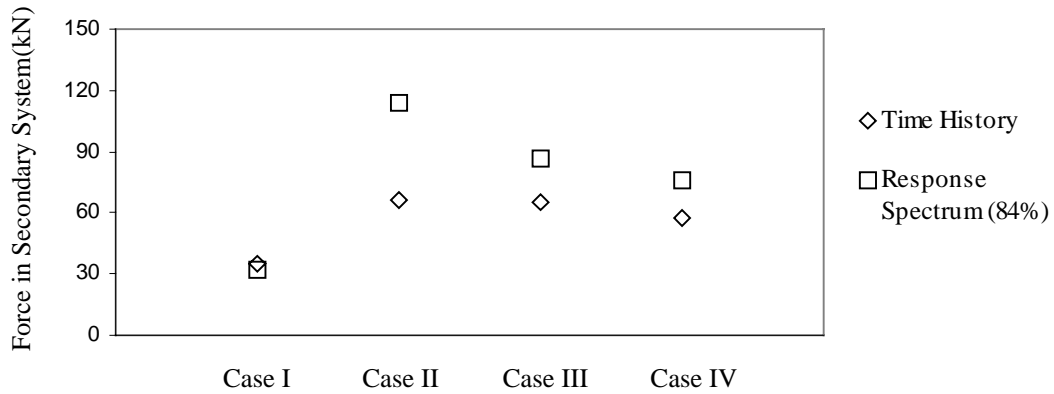 Force in Secondary System(kN)
150
120
90
60
30
0
Case I
Case II
Case III
Case IV
Time History
Response
Spectrum (84%)